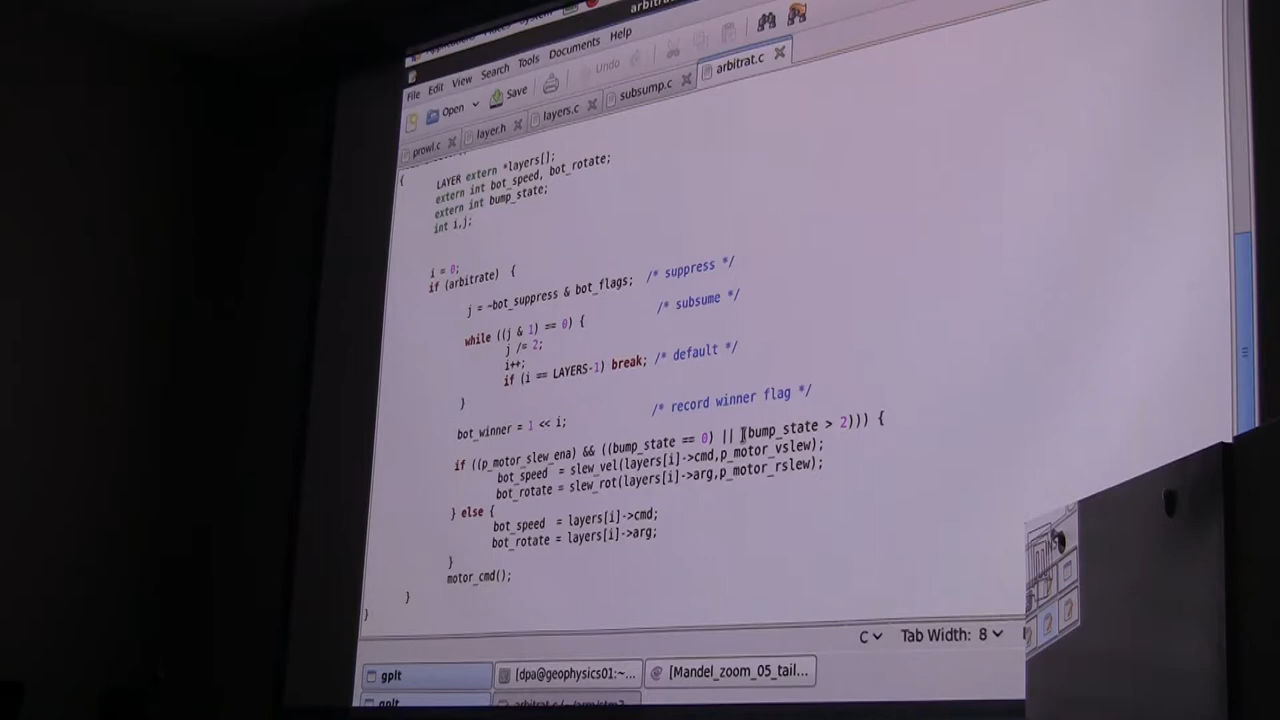 arbitra
File Edit View Search Tools Documents Help
Open Save Undo
prowl.c layer.h layers.c subsump.c arbitrat.c
{ LAYER extern *layers[];
extern int bot_speed, bot_rotate;
extern int bump_state;
int i,j;
i = 0;
if (arbitrate) {
j = ~bot_suppress & bot_flags; /* suppress */
while ((j & 1) == 0) { /* subsume */
j /= 2;
i++;
if (i == LAYERS-1) break; /* default */
}
bot_winner = 1 << i; /* record winner flag */
if ((p_motor_slew_ena) && ((bump_state == 0) || (bump_state > 2))) {
bot_speed = slew_vel(layers[i]->cmd,p_motor_vslew);
bot_rotate = slew_rot(layers[i]->arg,p_motor_rslew);
} else {
bot_speed = layers[i]->cmd;
bot_rotate = layers[i]->arg;
}
motor_cmd();
}
}
C Tab Width: 8
gplt [dpa@geophysics01:~... [Mandel_zoom_05_tail...
gplt